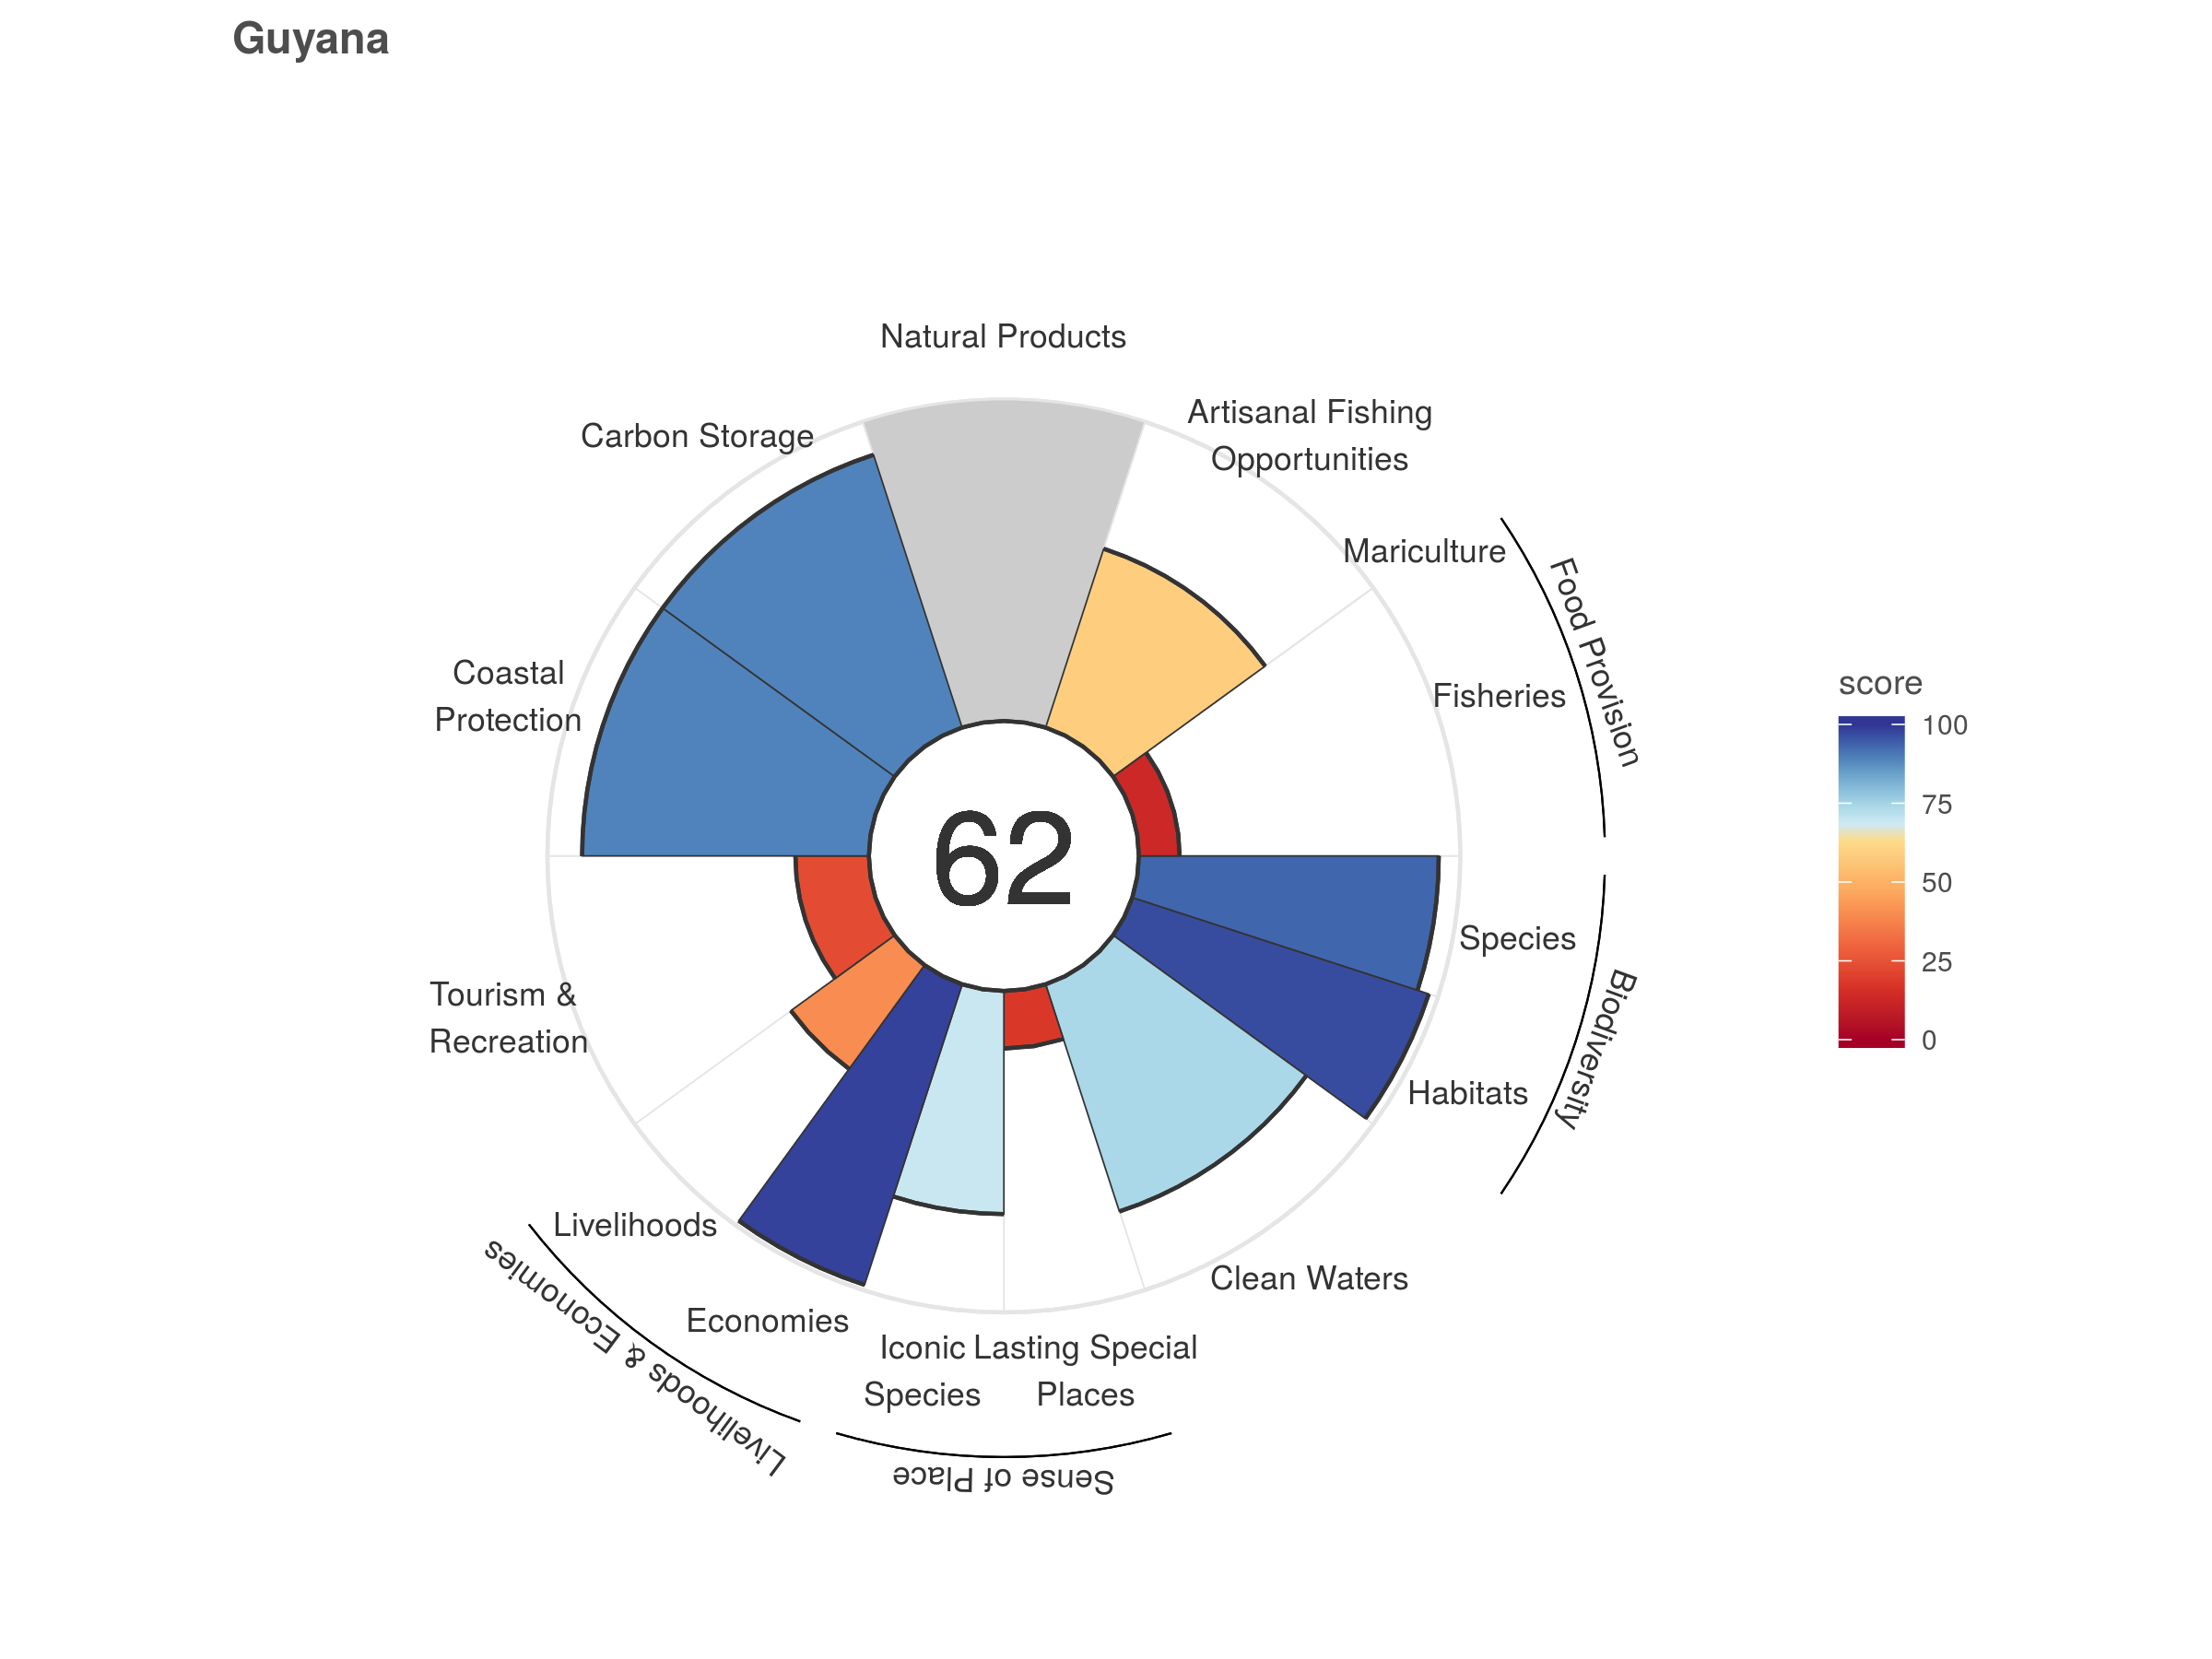 Guyana
Natural Products
Artisanal Fishing
Opportunities
Carbon Storage
Mariculture
Food Provision
Fisheries
Coastal
Protection
62
Species
Biodiversity
Habitats
Tourism &
Recreation
Livelihoods
Livelihoods & Economies
Economies
Clean Waters
Iconic
Species
Lasting Special
Places
Sense of Place
score
100
75
50
25
0